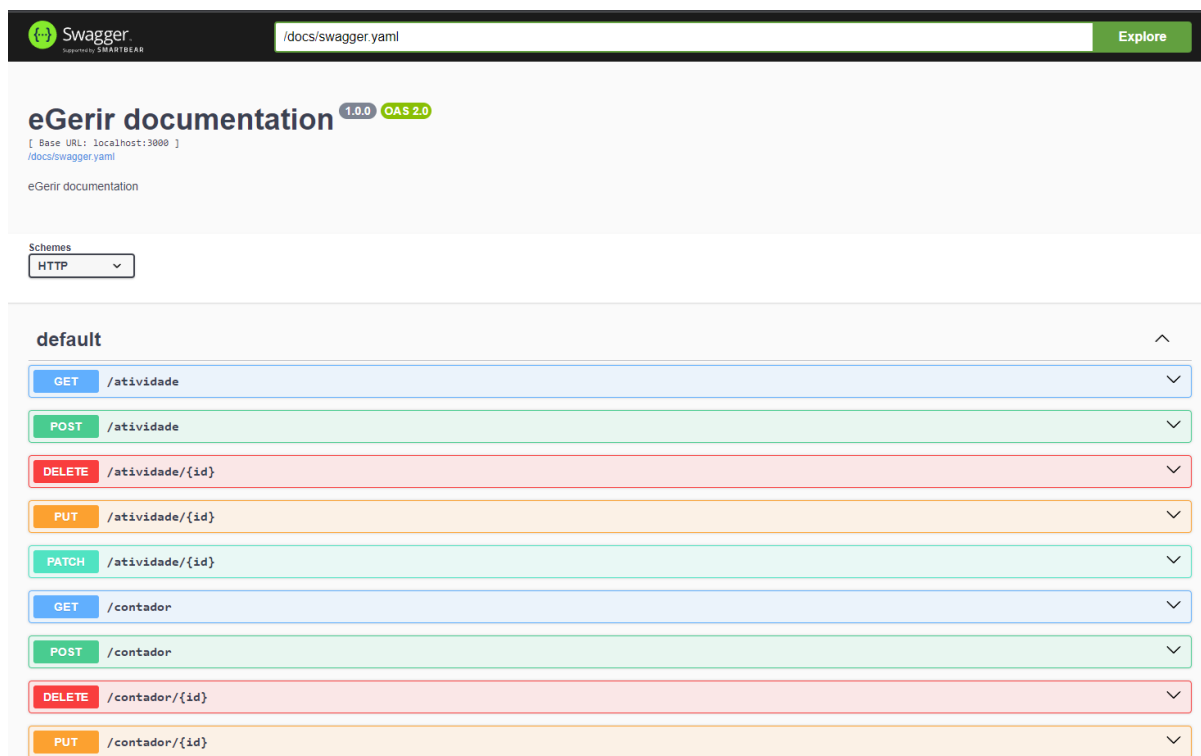 Swagger.
Supported by SMARTBEAR
/docs/swagger.yaml
Explore
eGerir documentation 1.0.0 OAS 2.0
[ Base URL: localhost:3000 ]
/docs/swagger.yaml
eGerir documentation
Schemes
HTTP
default
GET /atividade
POST /atividade
DELETE /atividade/{id}
PUT /atividade/{id}
PATCH /atividade/{id}
GET /contador
POST /contador
DELETE /contador/{id}
PUT /contador/{id}